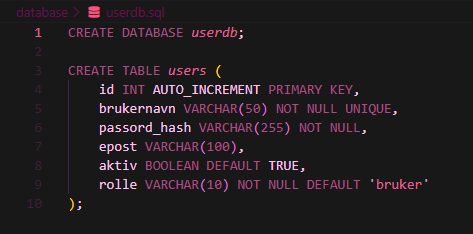 database > userdb.sql
1 CREATE DATABASE userdb;
2
3 CREATE TABLE users (
4 id INT AUTO_INCREMENT PRIMARY KEY,
5 brukernavn VARCHAR(50) NOT NULL UNIQUE,
6 passord_hash VARCHAR(255) NOT NULL,
7 epost VARCHAR(100),
8 aktiv BOOLEAN DEFAULT TRUE,
9 rolle VARCHAR(10) NOT NULL DEFAULT 'bruker'
10 );